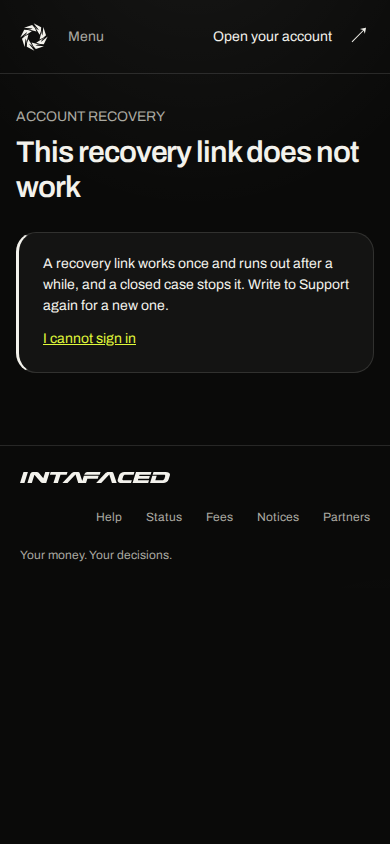 Menu
Open your account
ACCOUNT RECOVERY
This recovery link does not
work
A recovery link works once and runs out after a
while, and a closed case stops it. Write to Support
again for a new one.
I cannot sign in
INTAFACED
Help
Status
Fees
Notices
Partners
Your money. Your decisions.